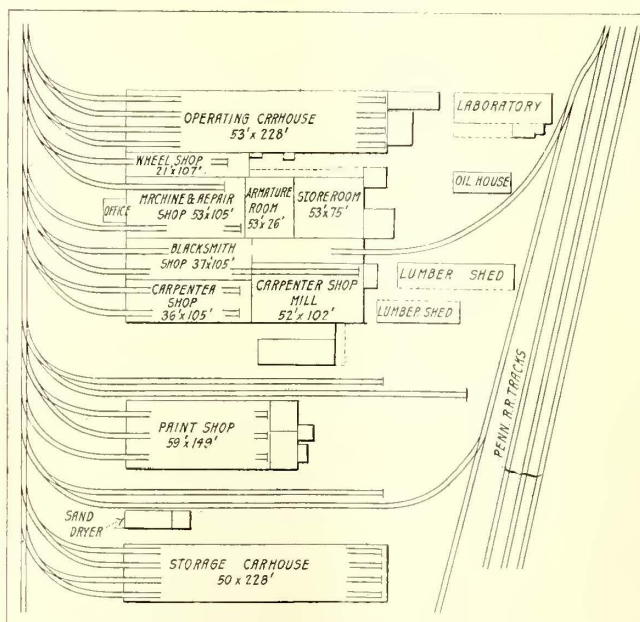 OPERATING CARHOUSE
53' x 228'
LABORATORY
WHEEL SHOP
21' x 107'
OFFICE
MACHINE & REPAIR
SHOP 53' x 105'
ARMATURE
ROOM
53' x 26'
STOREROOM
53' x 75'
OIL HOUSE
BLACKSMITH
SHOP 37' x 105'
CARPENTER
SHOP
36' x 105'
CARPENTER SHOP
MILL
52' x 102'
LUMBER SHED
LUMBER SHED
PENN. R.R. TRACKS
PAINT SHOP
59' x 149'
SAND
DRYER
STORAGE CARHOUSE
50 x 228'